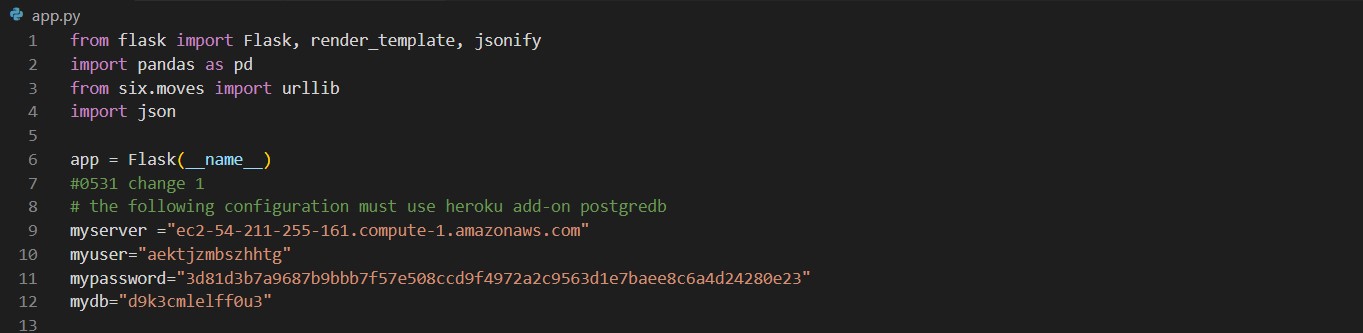 app.py
1 from flask import Flask, render_template, jsonify
2 import pandas as pd
3 from six.moves import urllib
4 import json
5
6 app = Flask(__name__)
7 #0531 change 1
8 # the following configuration must use heroku add-on postgredb
9 myserver ="ec2-54-211-255-161.compute-1.amazonaws.com"
10 myuser="aektjzmbszhhtg"
11 mypassword="3d81d3b7a9687b9bbb7f57e508ccd9f4972a2c9563d1e7baee8c6a4d24280e23"
12 mydb="d9k3cmlelff0u3"
13